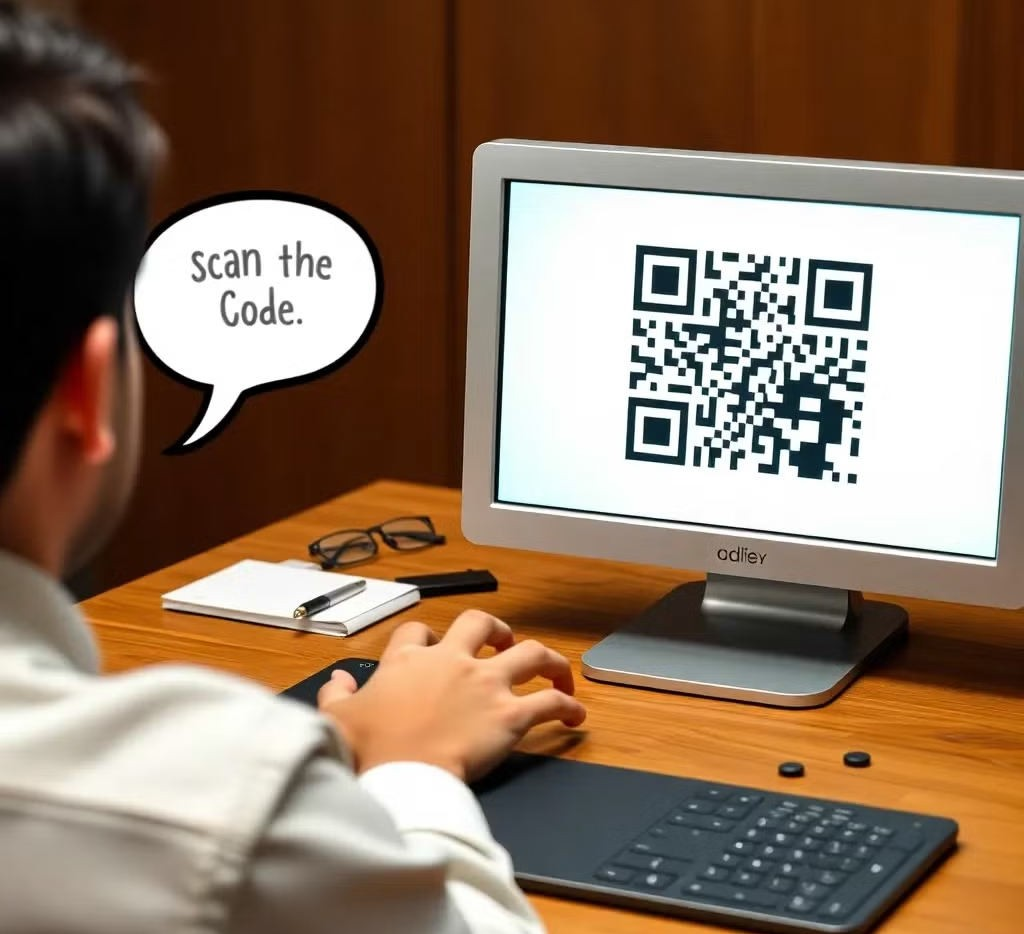 scan the
Code.
adliey